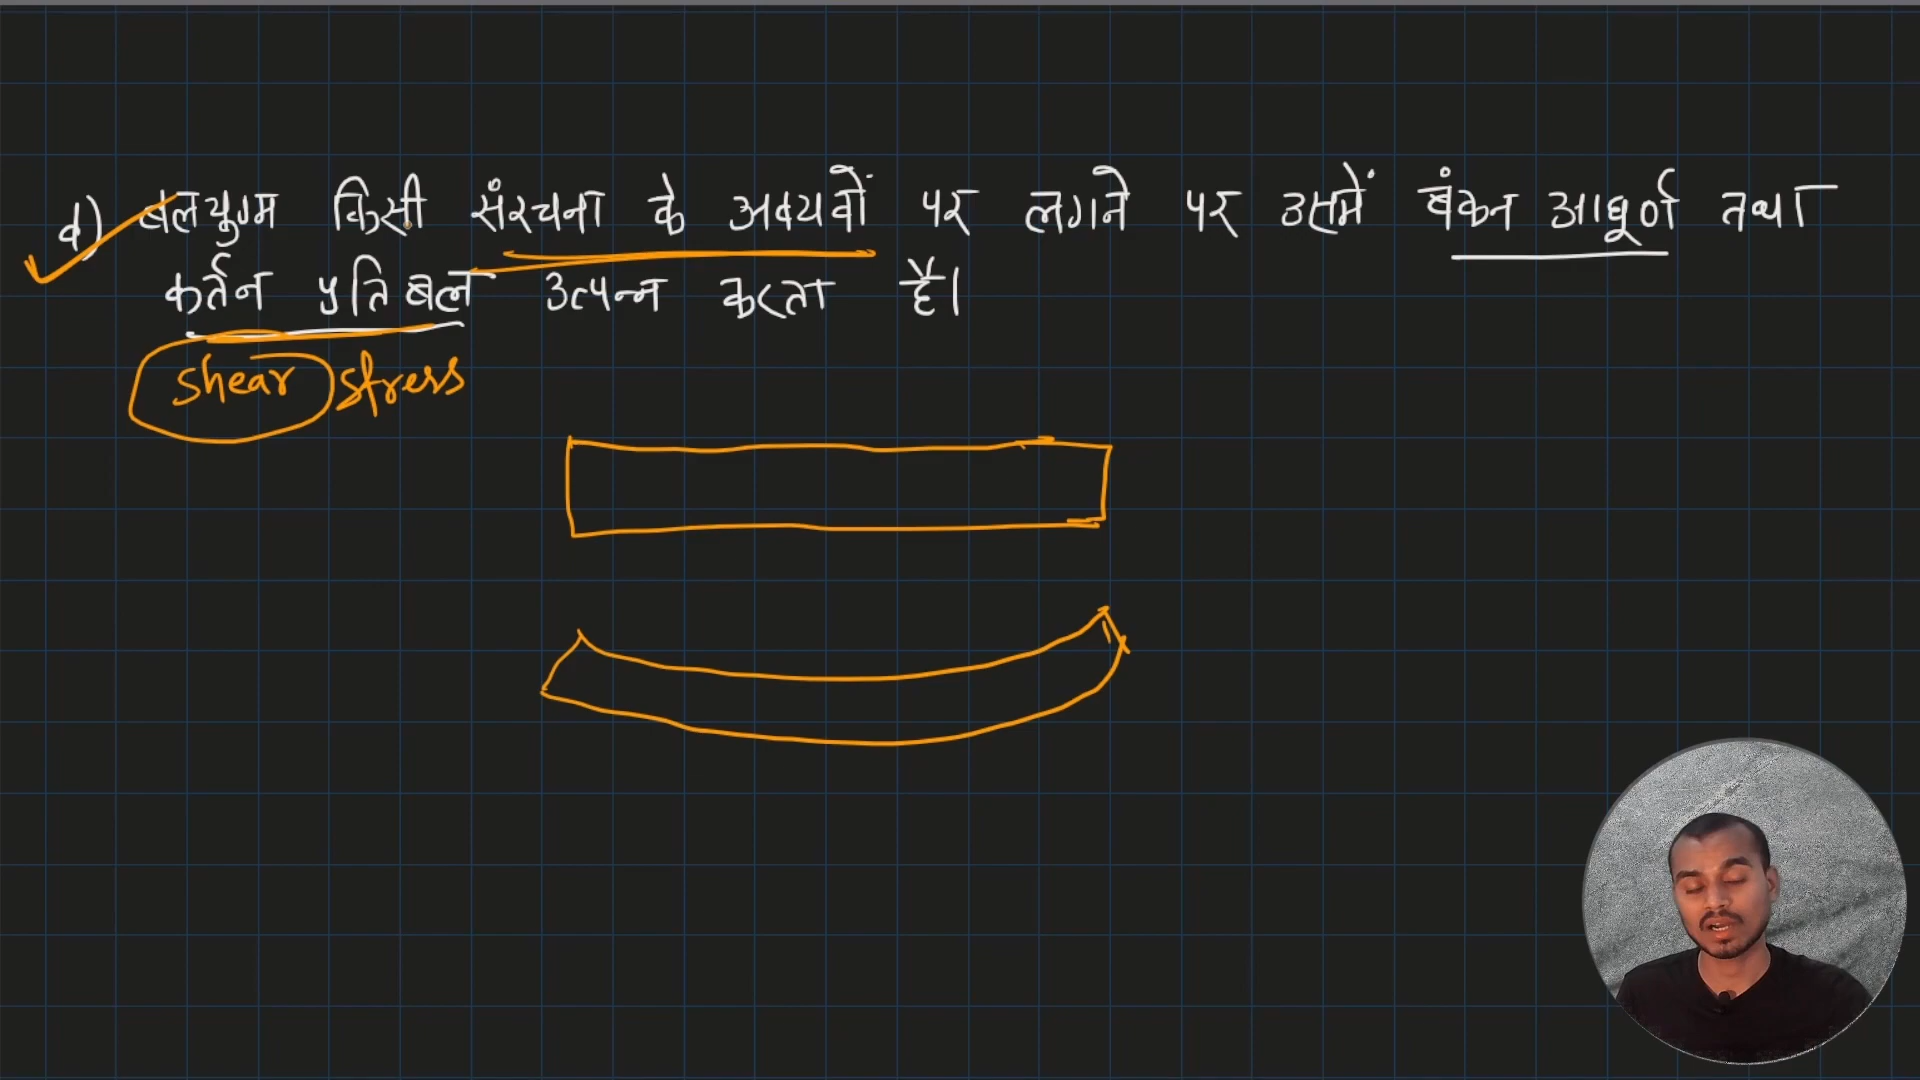 d) बलयुग्म किसी संरचना के अवयवों पर लगने पर उसमें बंकन आघूर्ण तथा
कर्तन प्रतिबल उत्पन्न करता है।
shear stress